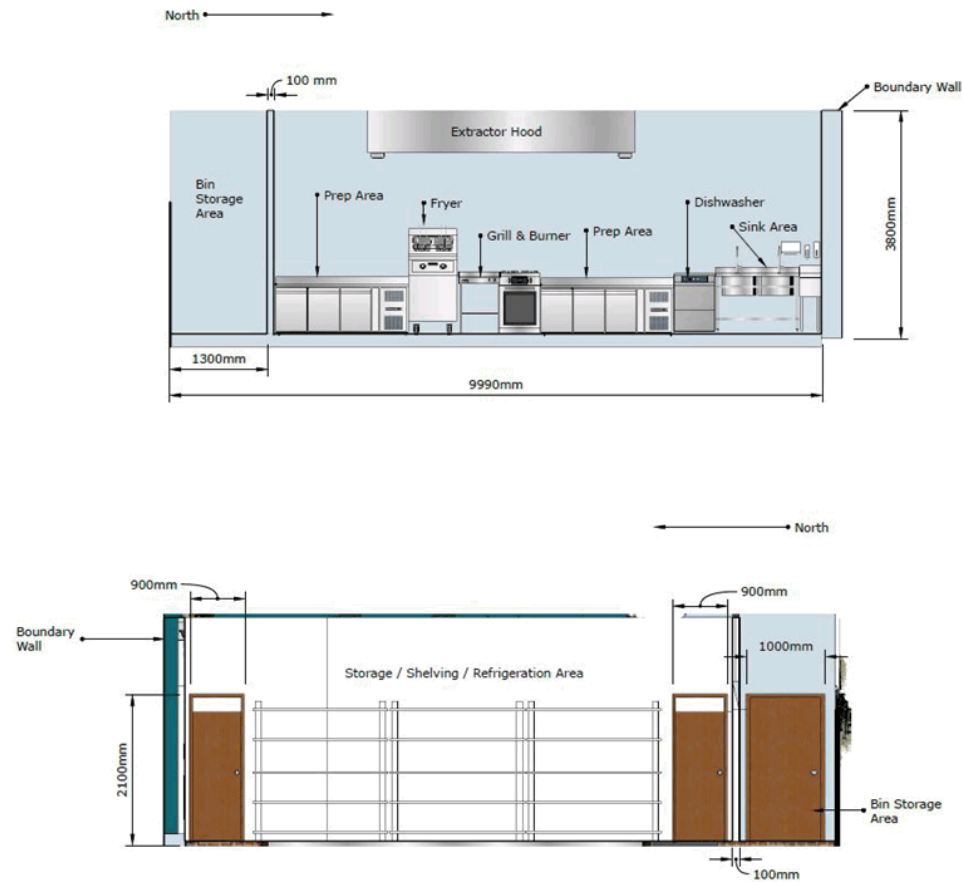 North
100 mm
Boundary Wall
Extractor Hood
Bin
Storage
Area
Prep Area
Fryer
Grill & Burner
Prep Area
Dishwasher
Sink Area
3800mm
1300mm
9990mm
North
900mm
900mm
Boundary
Wall
1000mm
Storage / Shelving / Refrigeration Area
2100mm
Bin Storage
Area
100mm